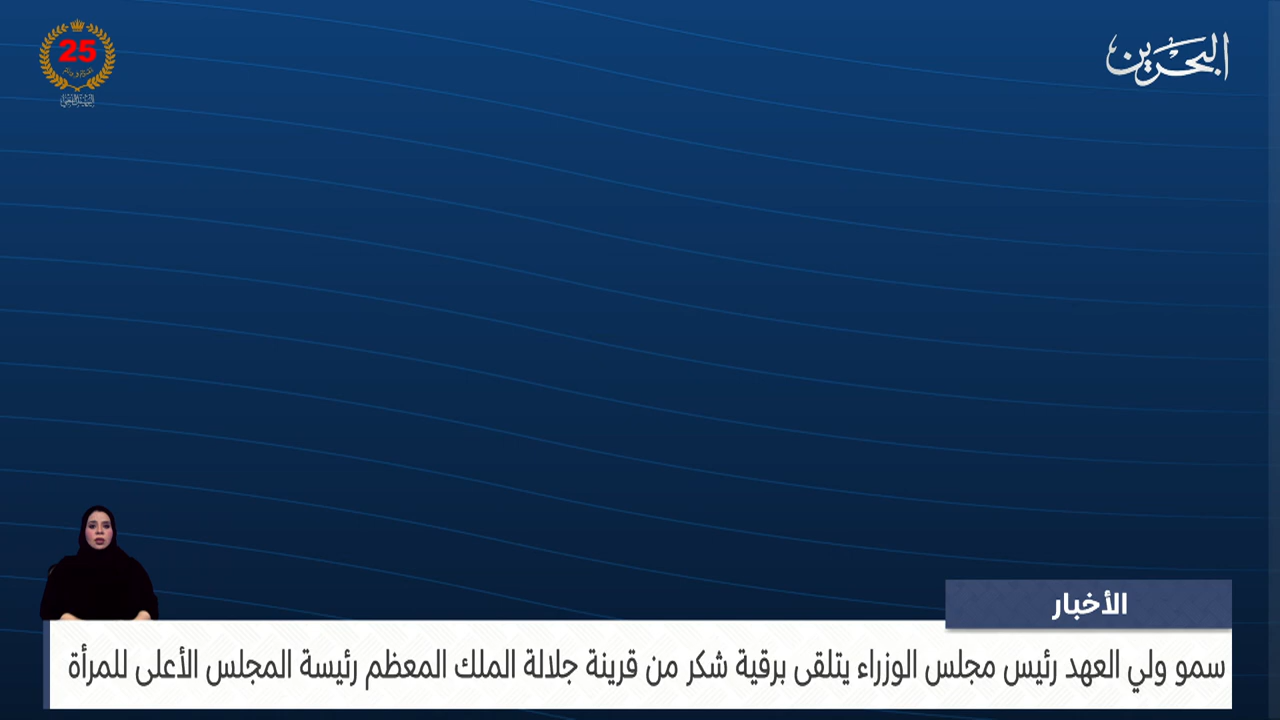 البحرين
25
الأخبار
سمو ولي العهد رئيس مجلس الوزراء يتلقى برقية شكر من قرينة جلالة الملك المعظم رئيسة المجلس الأعلى للمرأة